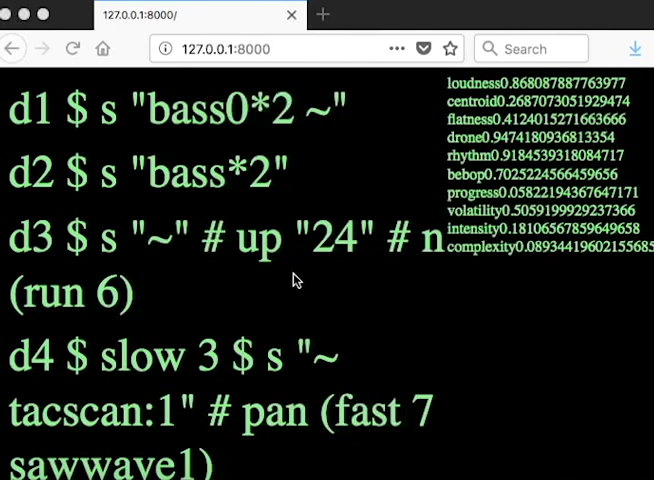 127.0.0.1:8000/
127.0.0.1:8000
Search
d1 $ s "bass0*2 ~"
d2 $ s "bass*2"
d3 $ s "~" # up "24" # n
(run 6)
d4 $ slow 3 $ s "~
tacscan:1" # pan (fast 7
sawwave1)
loudness0.868087887763977
centroid0.2687073051929474
flatness0.4124015271663666
drone0.9474180936813354
rhythm0.9184539318084717
bebop0.7025224566459656
progress0.05822194367647171
volatility0.5059199929237366
intensity0.18106567859649658
complexity0.08934419602155685